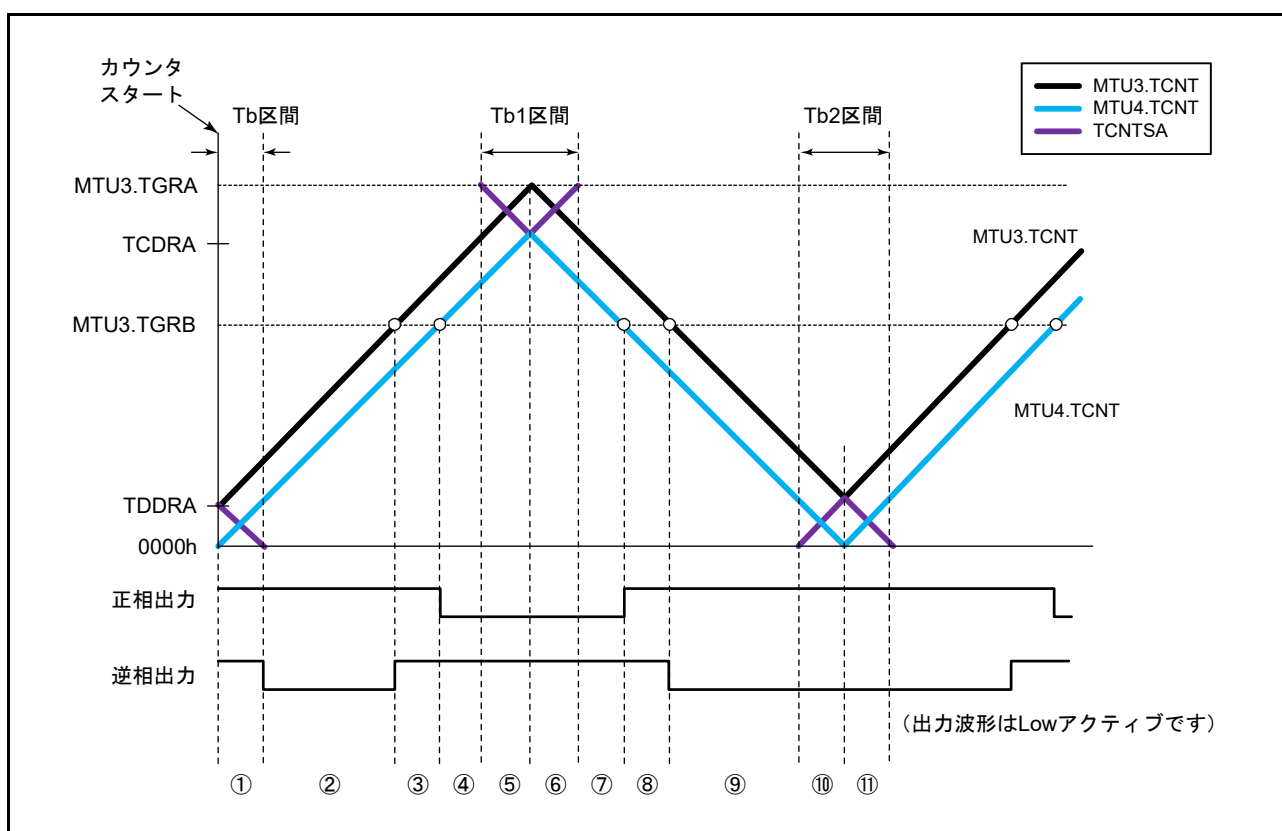 カウンタ
スタート
Tb区間
Tb1区間
Tb2区間
MTU3.TCNT
MTU4.TCNT
TCNTSA
MTU3.TGRA
TCDRA
MTU3.TCNT
MTU3.TGRB
MTU4.TCNT
TDDRA
0000h
正相出力
逆相出力
（出力波形はLowアクティブです）
① ② ③ ④ ⑤ ⑥ ⑦ ⑧ ⑨ ⑩ ⑪